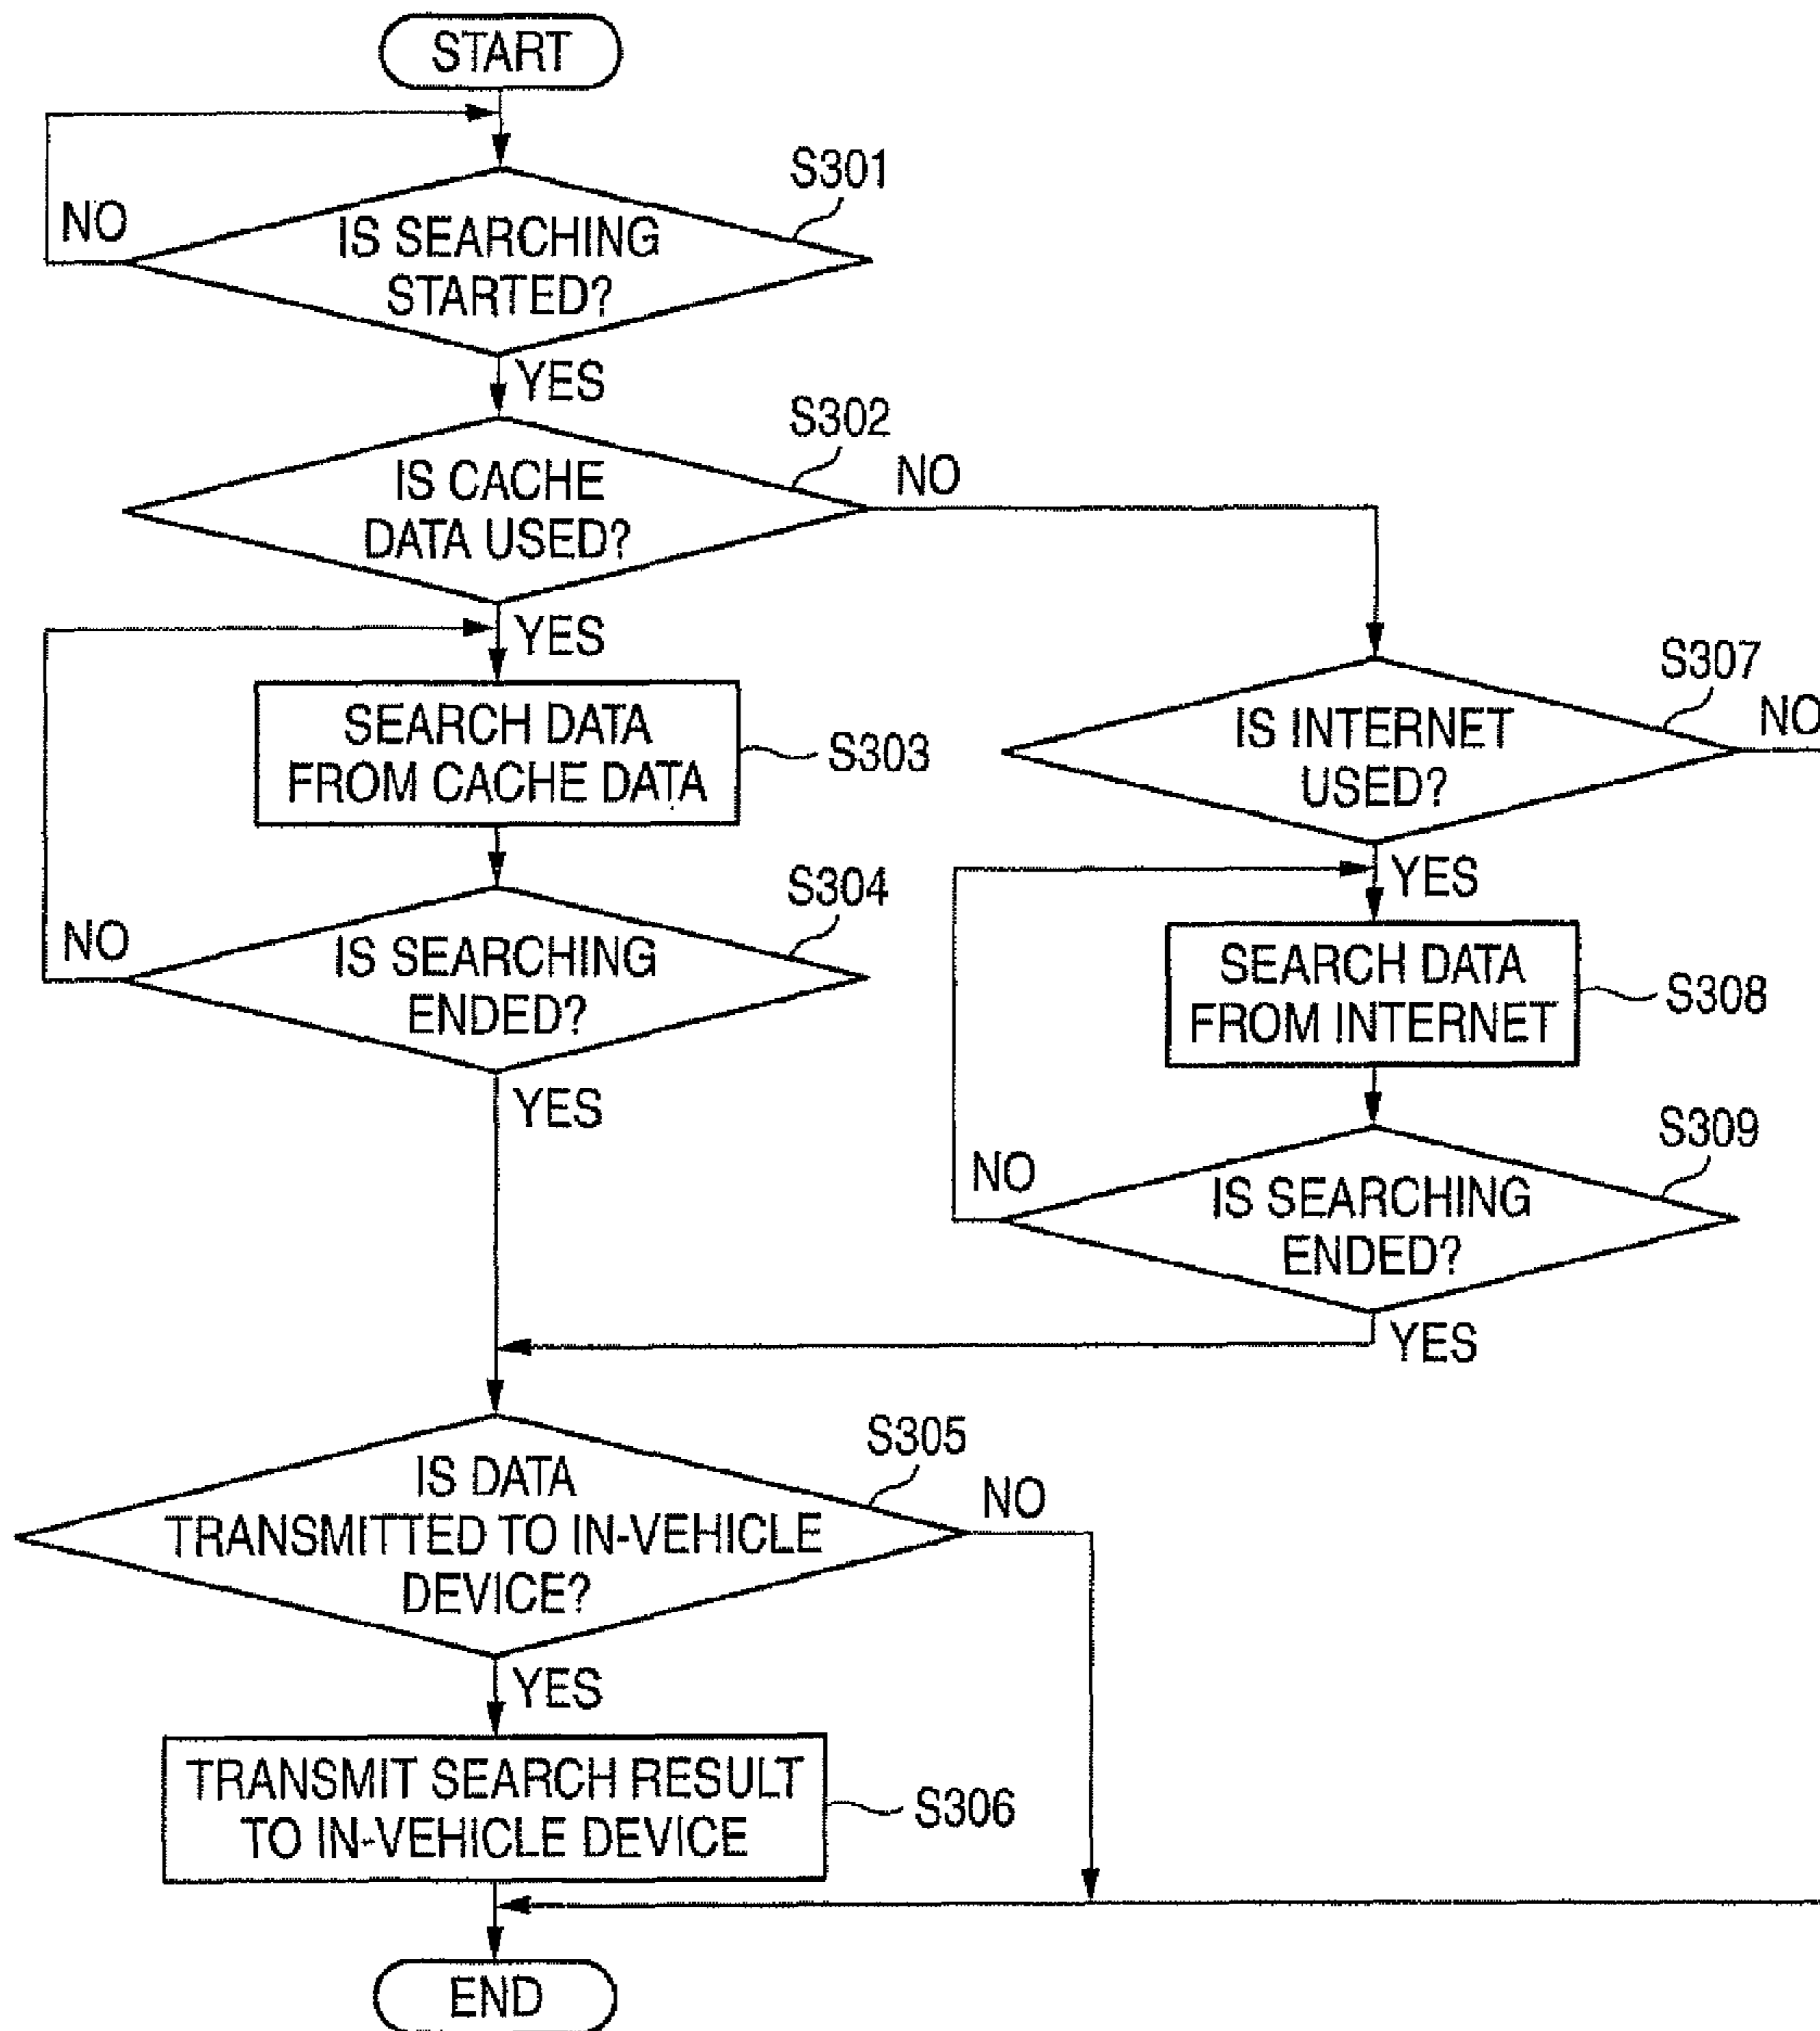 START
S301
NO
IS SEARCHING
STARTED?
YES
S302
NO
IS CACHE
DATA USED?
YES
SEARCH DATA
FROM CACHE DATA
S303
S304
NO
IS SEARCHING
ENDED?
YES
S307
NO
IS INTERNET
USED?
YES
SEARCH DATA
FROM INTERNET
S308
S309
NO
IS SEARCHING
ENDED?
YES
S305
NO
IS DATA
TRANSMITTED TO IN-VEHICLE
DEVICE?
YES
TRANSMIT SEARCH RESULT
TO IN-VEHICLE DEVICE
S306
END